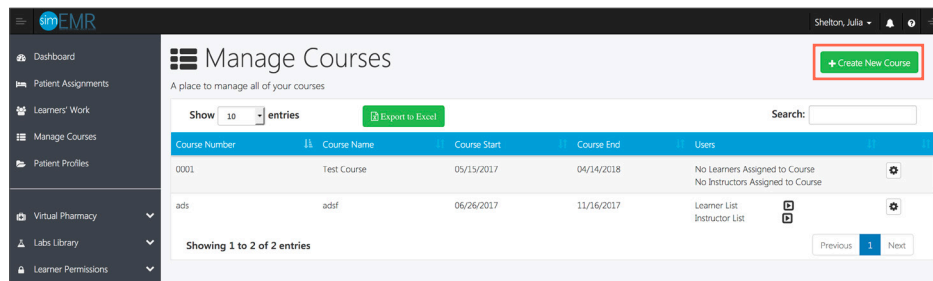 simEMR
Shelton, Julia
Dashboard
Patient Assignments
Learners' Work
Manage Courses
Patient Profiles
Virtual Pharmacy
Labs Library
Learner Permissions
Manage Courses
+ Create New Course
A place to manage all of your courses
Show 10 entries
Export to Excel
Search:
Course Number Course Name Course Start Course End Users
0001 Test Course 05/15/2017 04/14/2018 No Learners Assigned to Course
No Instructors Assigned to Course
ads adsf 06/26/2017 11/16/2017 Learner List
Instructor List
Showing 1 to 2 of 2 entries
Previous 1 Next